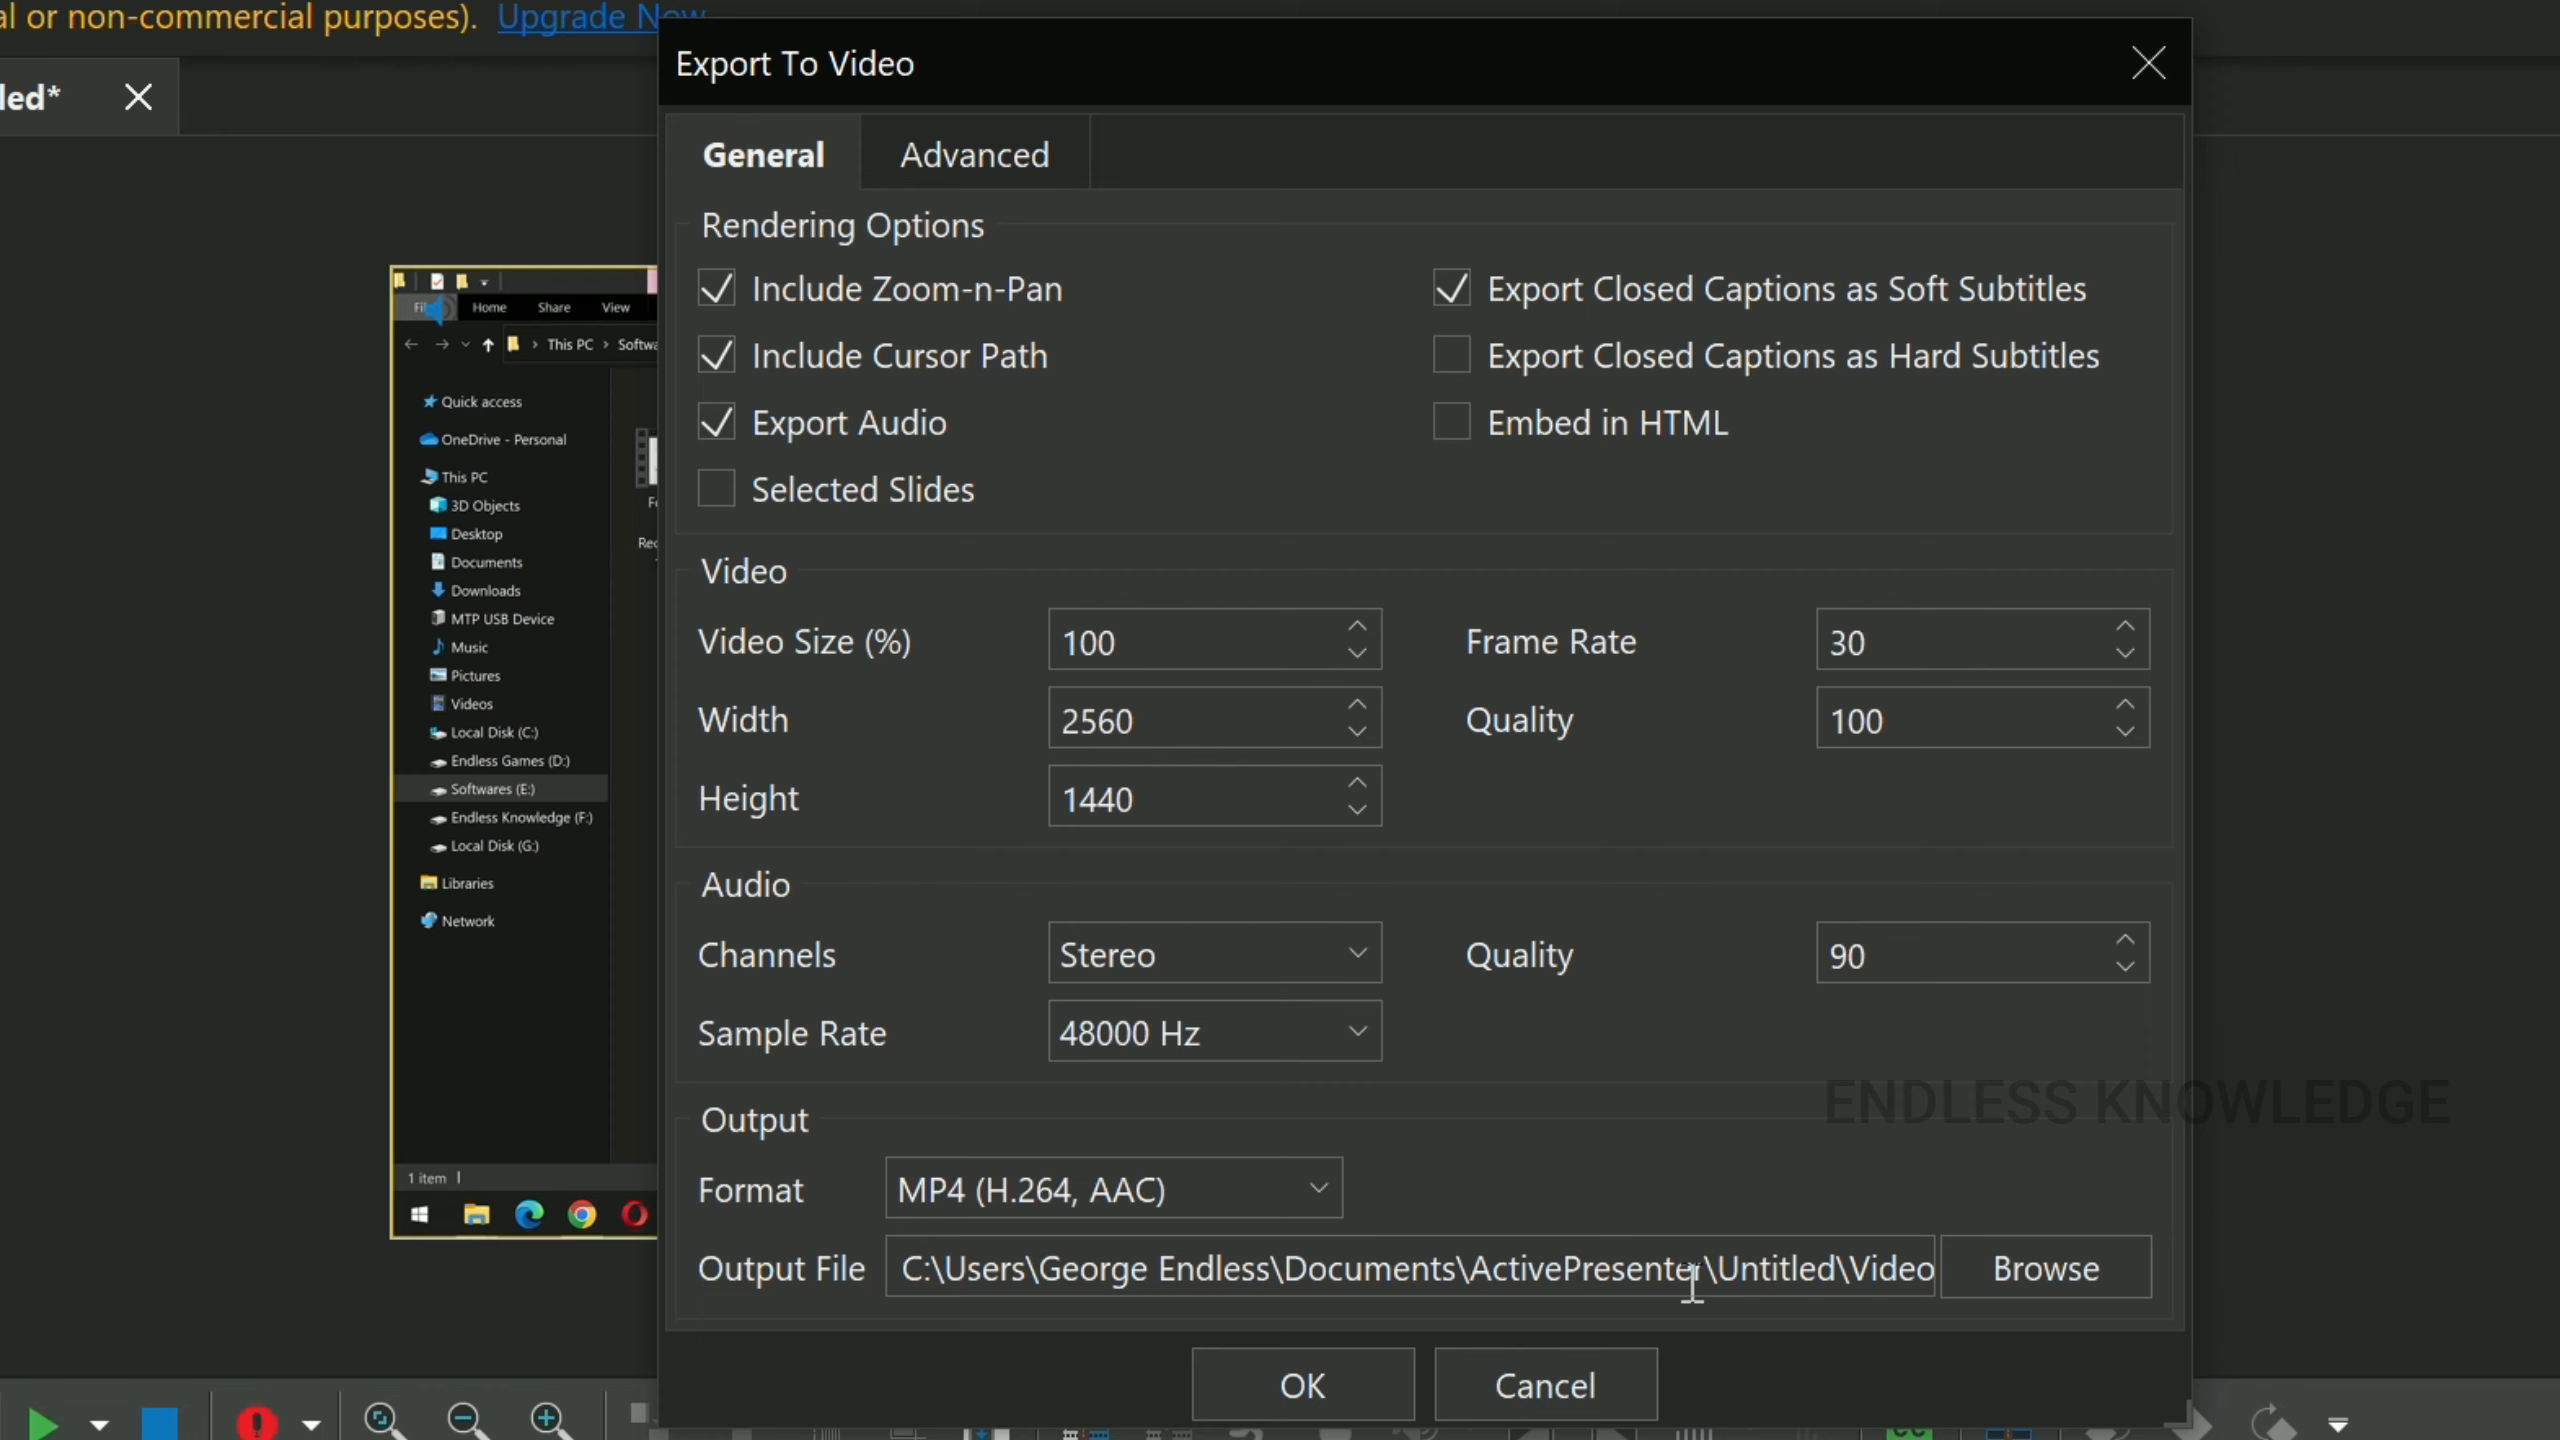 al or non-commercial purposes). Upgrade Now
led*
Export To Video
General
Advanced
Rendering Options
Include Zoom-n-Pan
Export Closed Captions as Soft Subtitles
Include Cursor Path
Export Closed Captions as Hard Subtitles
Export Audio
Embed in HTML
Selected Slides
Video
Video Size (%)
100
Frame Rate
30
Width
2560
Quality
100
Height
1440
Audio
Channels
Stereo
Quality
90
Sample Rate
48000 Hz
ENDLESS KNOWLEDGE
Output
Format
MP4 (H.264, AAC)
Output File
C:\Users\George Endless\Documents\ActivePresenter\Untitled\Video
Browse
OK
Cancel
Home
Share
View
This PC
Softwa
Quick access
OneDrive - Personal
This PC
3D Objects
Desktop
Documents
Downloads
MTP USB Device
Music
Pictures
Videos
Local Disk (C:)
Endless Games (D:)
Softwares (E:)
Endless Knowledge (F:)
Local Disk (G:)
Libraries
Network
Rec
1 item